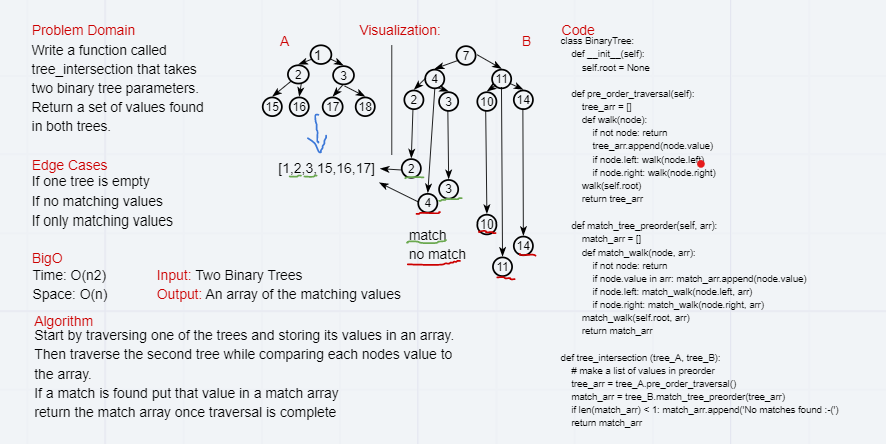 Problem Domain
Write a function called
tree_intersection that takes
two binary tree parameters.
Return a set of values found
in both trees.
Edge Cases
If one tree is empty
If no matching values
If only matching values
BigO
Time: O(n2)
Space: O(n)
Input: Two Binary Trees
Output: An array of the matching values
Algorithm
Start by traversing one of the trees and storing its values in an array.
Then traverse the second tree while comparing each nodes value to
the array.
If a match is found put that value in a match array
return the match array once traversal is complete
Visualization:
A
1
2 3
15 16 17 18
[1,2,3,15,16,17]
B
7
4 11
2 3 10 14
2
3
4
10
14
11
match
no match
Code
class BinaryTree:
def __init__(self):
self.root = None
def pre_order_traversal(self):
tree_arr = []
def walk(node):
if not node: return
tree_arr.append(node.value)
if node.left: walk(node.left)
if node.right: walk(node.right)
walk(self.root)
return tree_arr
def match_tree_preorder(self, arr):
match_arr = []
def match_walk(node, arr):
if not node: return
if node.value in arr: match_arr.append(node.value)
if node.left: match_walk(node.left, arr)
if node.right: match_walk(node.right, arr)
match_walk(self.root, arr)
return match_arr
def tree_intersection (tree_A, tree_B):
# make a list of values in preorder
tree_arr = tree_A.pre_order_traversal()
match_arr = tree_B.match_tree_preorder(tree_arr)
if len(match_arr) < 1: match_arr.append('No matches found :-(')
return match_arr